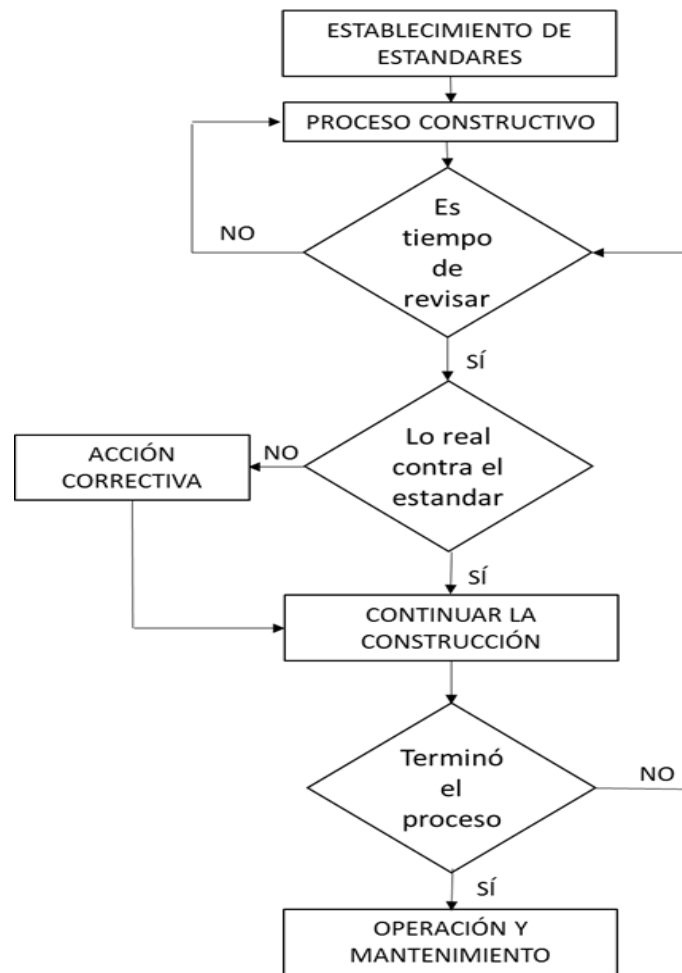 ESTABLECIMIENTO DE
ESTANDARES
PROCESO CONSTRUCTIVO
Es
tiempo
de
revisar
NO
SÍ
Lo real
contra el
estandar
NO
ACCIÓN
CORRECTIVA
SÍ
CONTINUAR LA
CONSTRUCCIÓN
Terminó
el
proceso
NO
SÍ
OPERACIÓN Y
MANTENIMIENTO